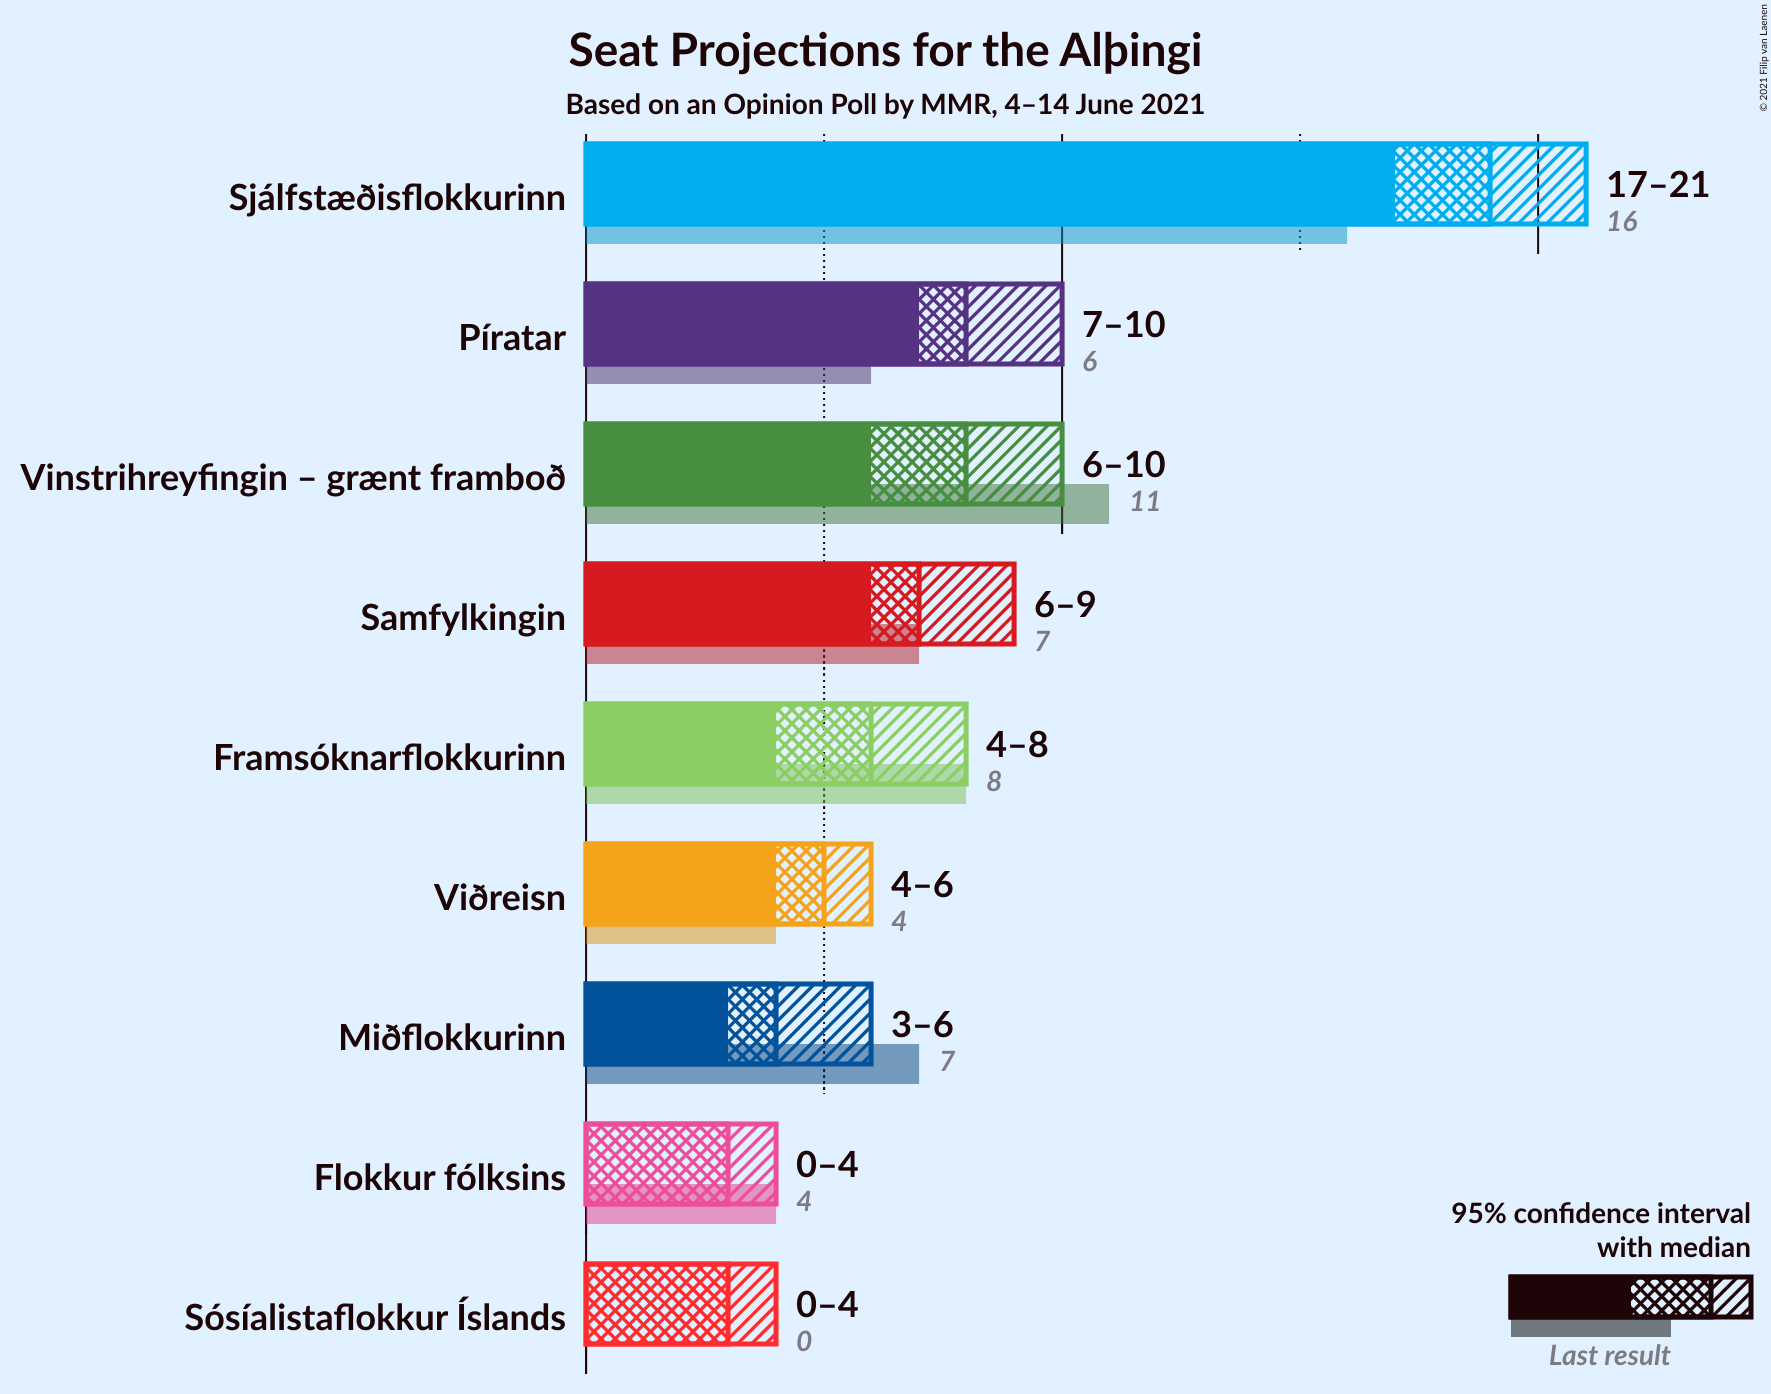 Seat Projections for the Alþingi
Based on an Opinion Poll by MMR, 4–14 June 2021
© 2021 Filip van Laenen
Sjálfstæðisflokkurinn
17–21
16
Píratar
7–10
6
Vinstrihreyfingin – grænt framboð
6–10
11
Samfylkingin
6–9
7
Framsóknarflokkurinn
4–8
8
Viðreisn
4–6
4
Miðflokkurinn
3–6
7
Flokkur fólksins
0–4
4
Sósíalistaflokkur Íslands
0–4
0
95% confidence interval
with median
Last result